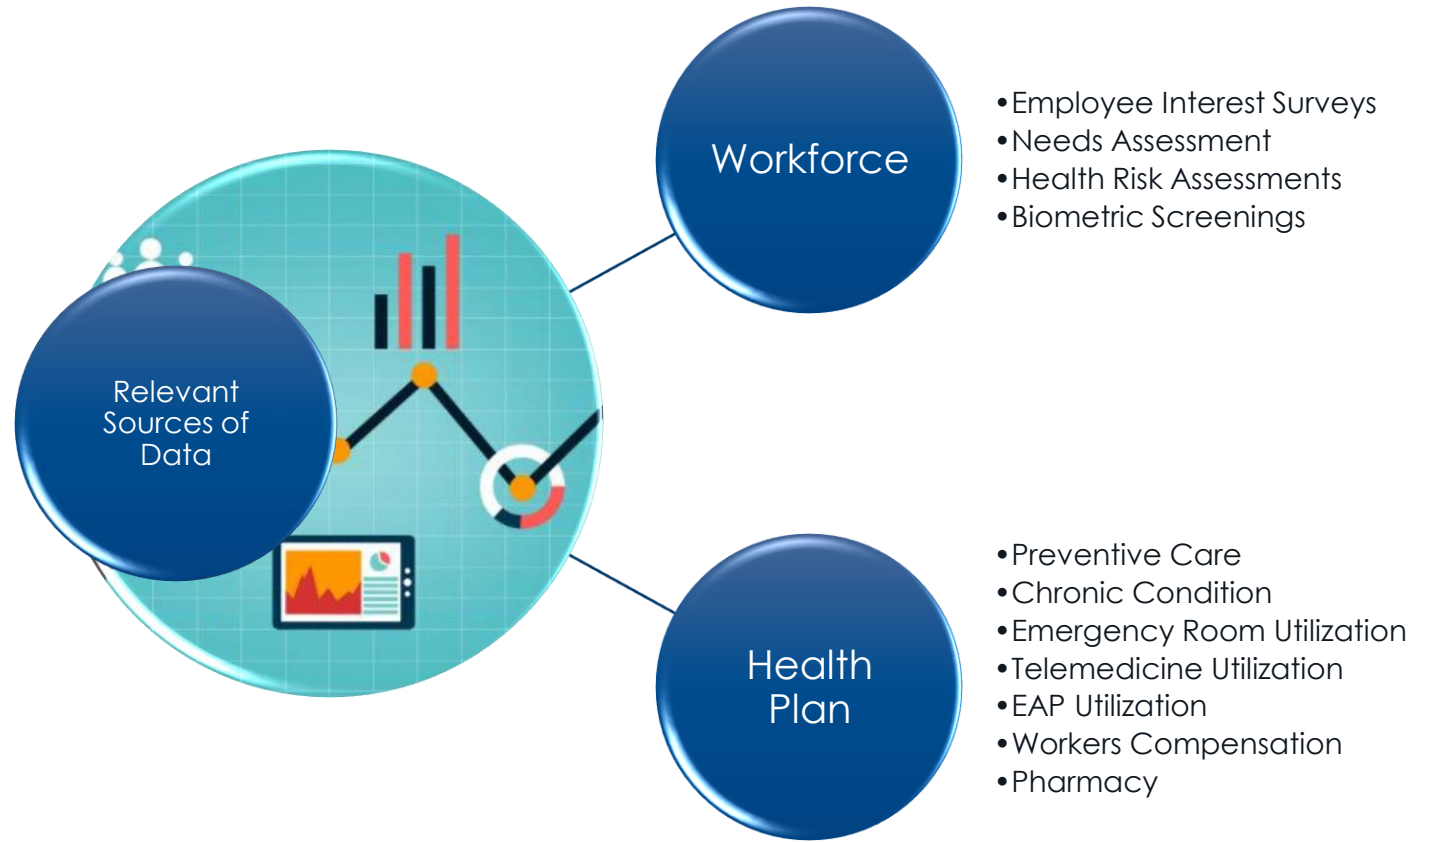 Workforce
•Employee Interest Surveys
•Needs Assessment
•Health Risk Assessments
•Biometric Screenings
Relevant
Sources of
Data
Health
Plan
•Preventive Care
•Chronic Condition
•Emergency Room Utilization
•Telemedicine Utilization
•EAP Utilization
•Workers Compensation
•Pharmacy